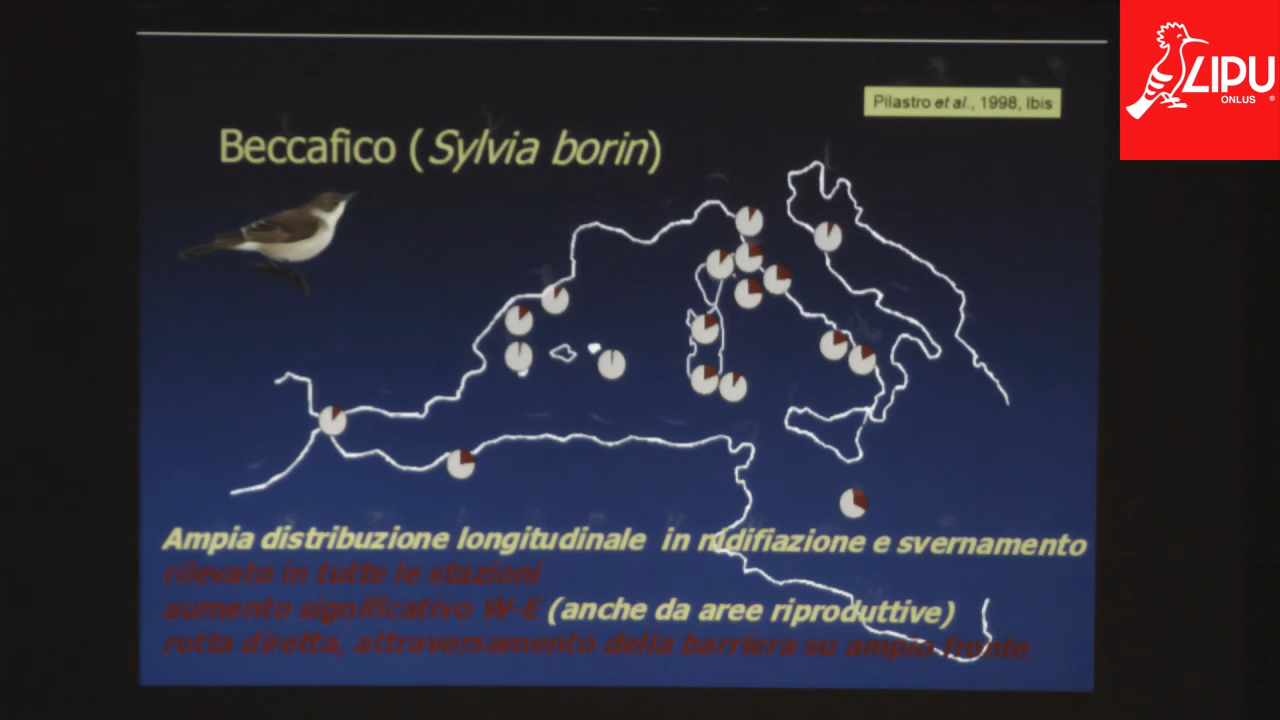 LIPU
ONLUS ®
Pilastro et al., 1998, Ibis
Beccafico (Sylvia borin)
Ampia distribuzione longitudinale in nidifiazione e svernamento
rilevato in tutte le stazioni
aumento significativo W-E (anche da aree riproduttive)
rotta diretta, attraversamento della barriera su ampio fronte